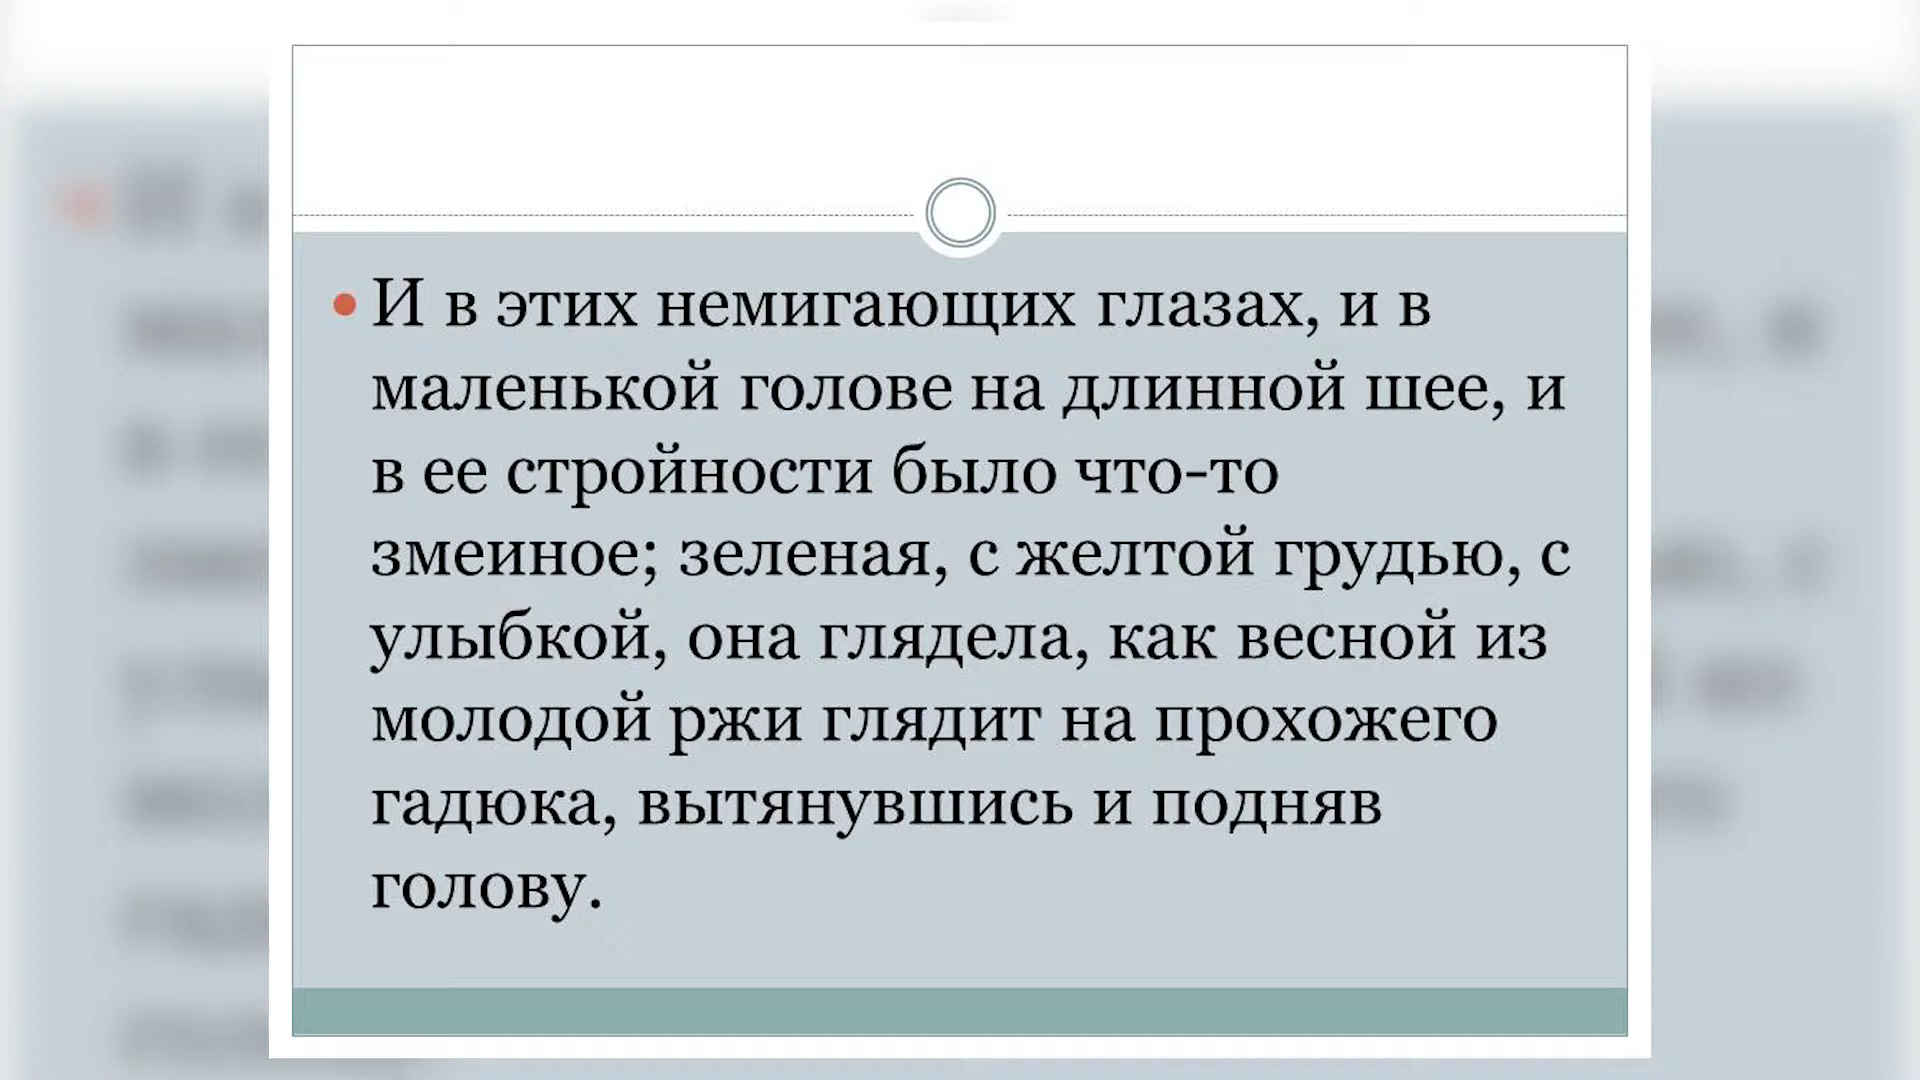 И в этих немигающих глазах, и в
маленькой голове на длинной шее, и
в ее стройности было что-то
змеиное; зеленая, с желтой грудью, с
улыбкой, она глядела, как весной из
молодой ржи глядит на прохожего
гадюка, вытянувшись и подняв
голову.